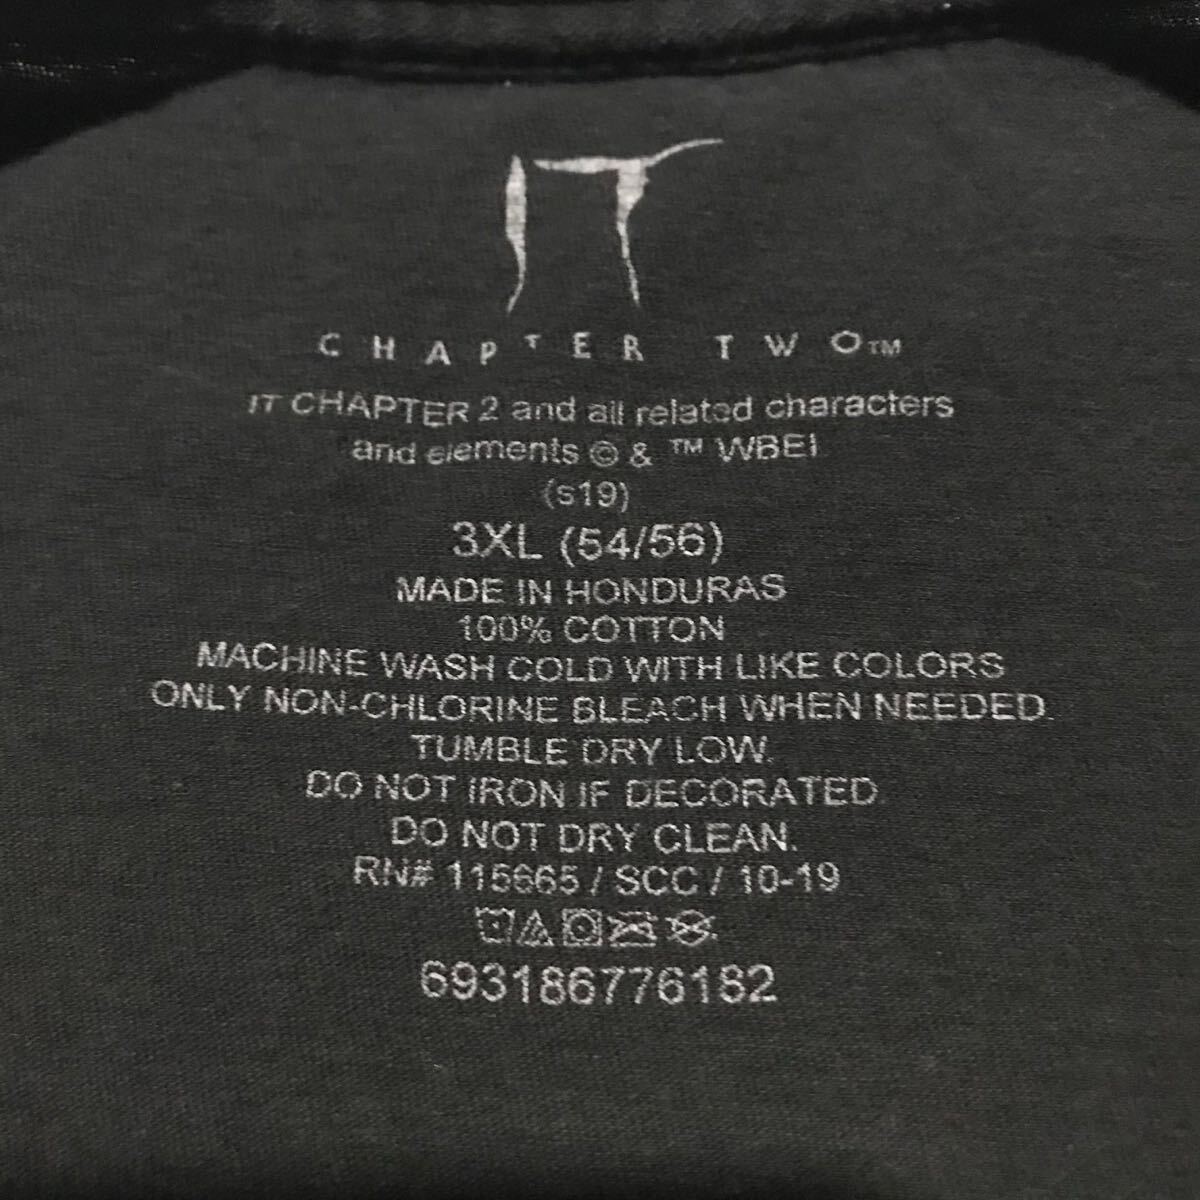 IT
CHAPTER TWO™
IT CHAPTER 2 and all related characters
and elements © & ™ WBEI
(s19)
3XL (54/56)
MADE IN HONDURAS
100% COTTON
MACHINE WASH COLD WITH LIKE COLORS
ONLY NON-CHLORINE BLEACH WHEN NEEDED.
TUMBLE DRY LOW.
DO NOT IRON IF DECORATED.
DO NOT DRY CLEAN.
RN# 115665 / SCC / 10-19
693186776182